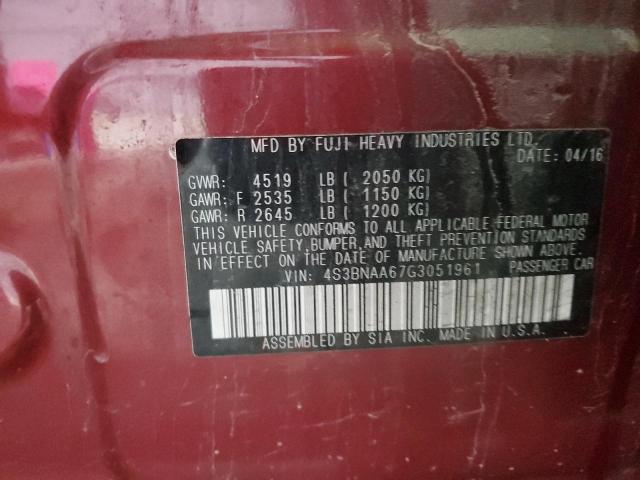 MFD BY FUJI HEAVY INDUSTRIES LTD.
DATE: 04/16
GVWR: 4519 LB ( 2050 KG)
GAWR: F 2535 LB ( 1150 KG)
GAWR: R 2645 LB ( 1200 KG)
THIS VEHICLE CONFORMS TO ALL APPLICABLE FEDERAL MOTOR
VEHICLE SAFETY,BUMPER,AND THEFT PREVENTION STANDARDS
IN EFFECT ON THE DATE OF MANUFACTURE SHOWN ABOVE.
VIN: 4S3BNAA67G3051961 PASSENGER CAR
ASSEMBLED BY SIA INC. MADE IN U.S.A.